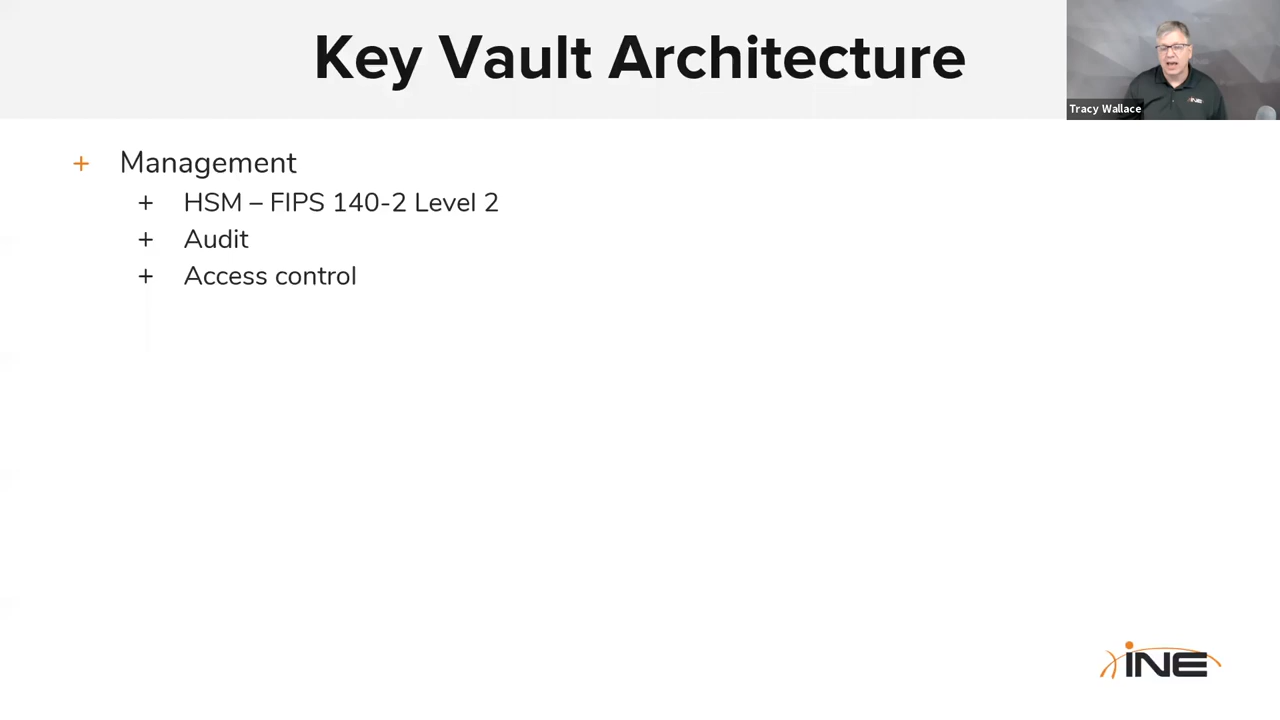 Key Vault Architecture
Tracy Wallace
+ Management
+ HSM – FIPS 140-2 Level 2
+ Audit
+ Access control
iNE